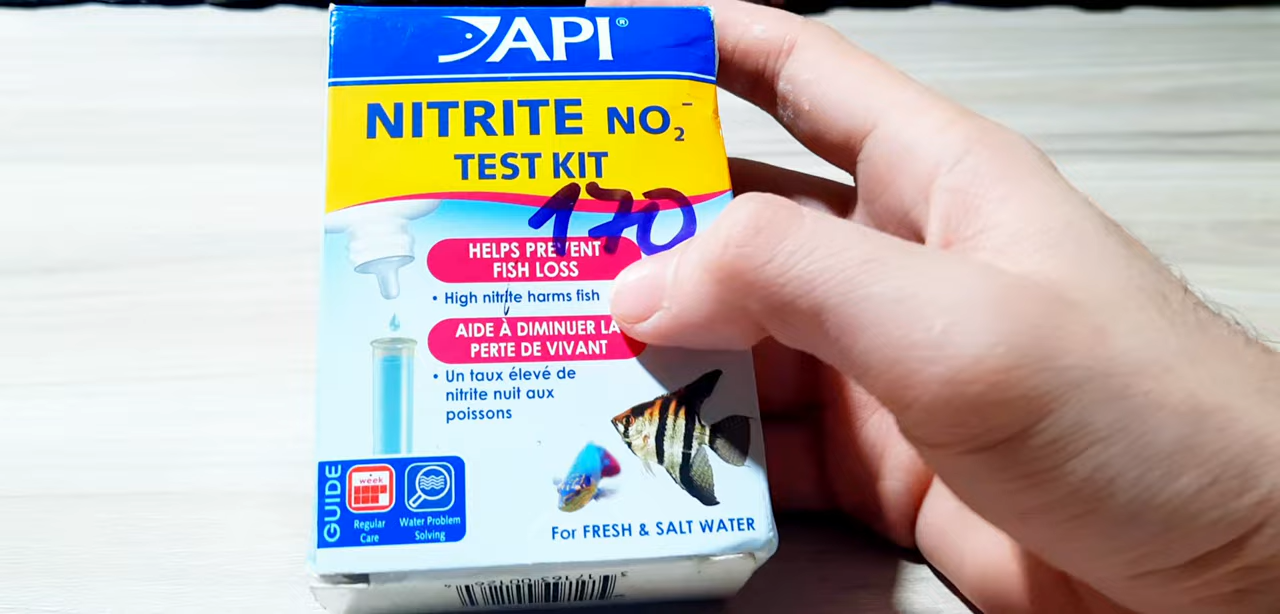 API®
NITRITE NO₂⁻
TEST KIT
170
HELPS PREVENT
FISH LOSS
• High nitrite harms fish
AIDE À DIMINUER LA
PERTE DE VIVANT
• Un taux élevé de
nitrite nuit aux
poissons
GUIDE
week
Regular
Care
Water Problem
Solving
For FRESH & SALT WATER